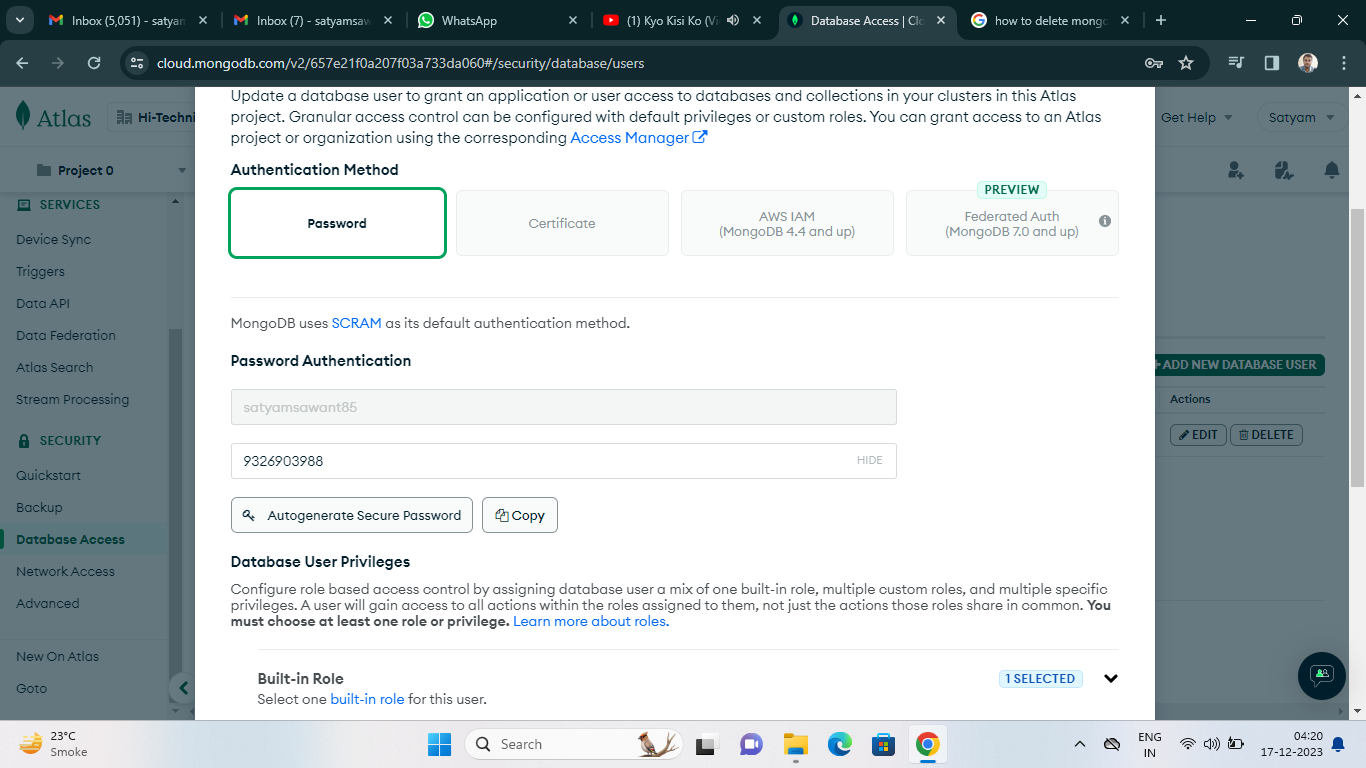 Inbox (5,051) - satyam
Inbox (7) - satyamsaw
WhatsApp
(1) Kyo Kisi Ko (Vi
Database Access | Clo
how to delete mongo
cloud.mongodb.com/v2/657e21f0a207f03a733da060#/security/database/users
Atlas
Hi-Techni
Get Help
Satyam
Project 0
SERVICES
Device Sync
Triggers
Data API
Data Federation
Atlas Search
Stream Processing
SECURITY
Quickstart
Backup
Database Access
Network Access
Advanced
New On Atlas
Goto
Update a database user to grant an application or user access to databases and collections in your clusters in this Atlas
project. Granular access control can be configured with default privileges or custom roles. You can grant access to an Atlas
project or organization using the corresponding Access Manager
Authentication Method
Password
Certificate
AWS IAM
(MongoDB 4.4 and up)
PREVIEW
Federated Auth
(MongoDB 7.0 and up)
MongoDB uses SCRAM as its default authentication method.
Password Authentication
satyamsawant85
9326903988
HIDE
Autogenerate Secure Password
Copy
Database User Privileges
Configure role based access control by assigning database user a mix of one built-in role, multiple custom roles, and multiple specific
privileges. A user will gain access to all actions within the roles assigned to them, not just the actions those roles share in common. You
must choose at least one role or privilege. Learn more about roles.
Built-in Role
1 SELECTED
Select one built-in role for this user.
+ ADD NEW DATABASE USER
Actions
EDIT
DELETE
23°C
Smoke
Search
ENG
IN
04:20
17-12-2023